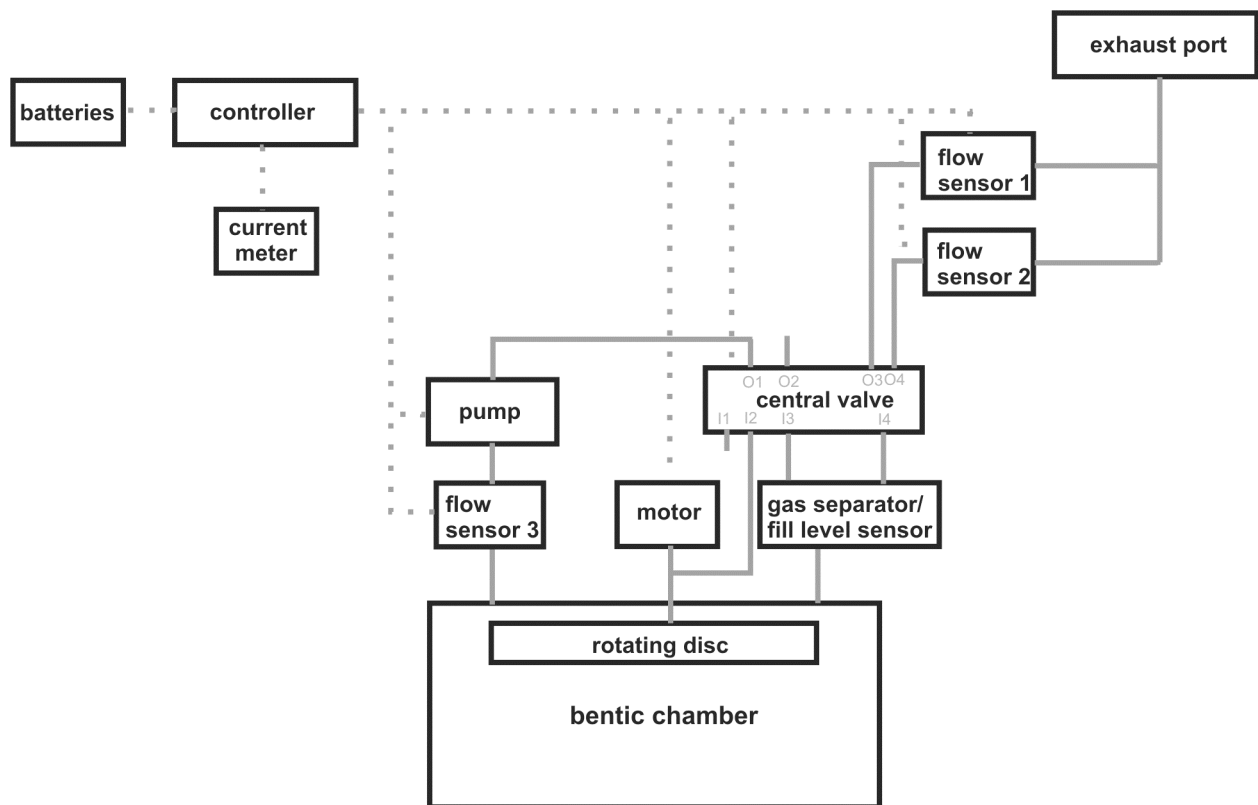 exhaust port
batteries
controller
flow
sensor 1
current
meter
flow
sensor 2
O1 O2 O3 O4
central valve
I1 I2 I3 I4
pump
flow
sensor 3
motor
gas separator/
fill level sensor
rotating disc
bentic chamber